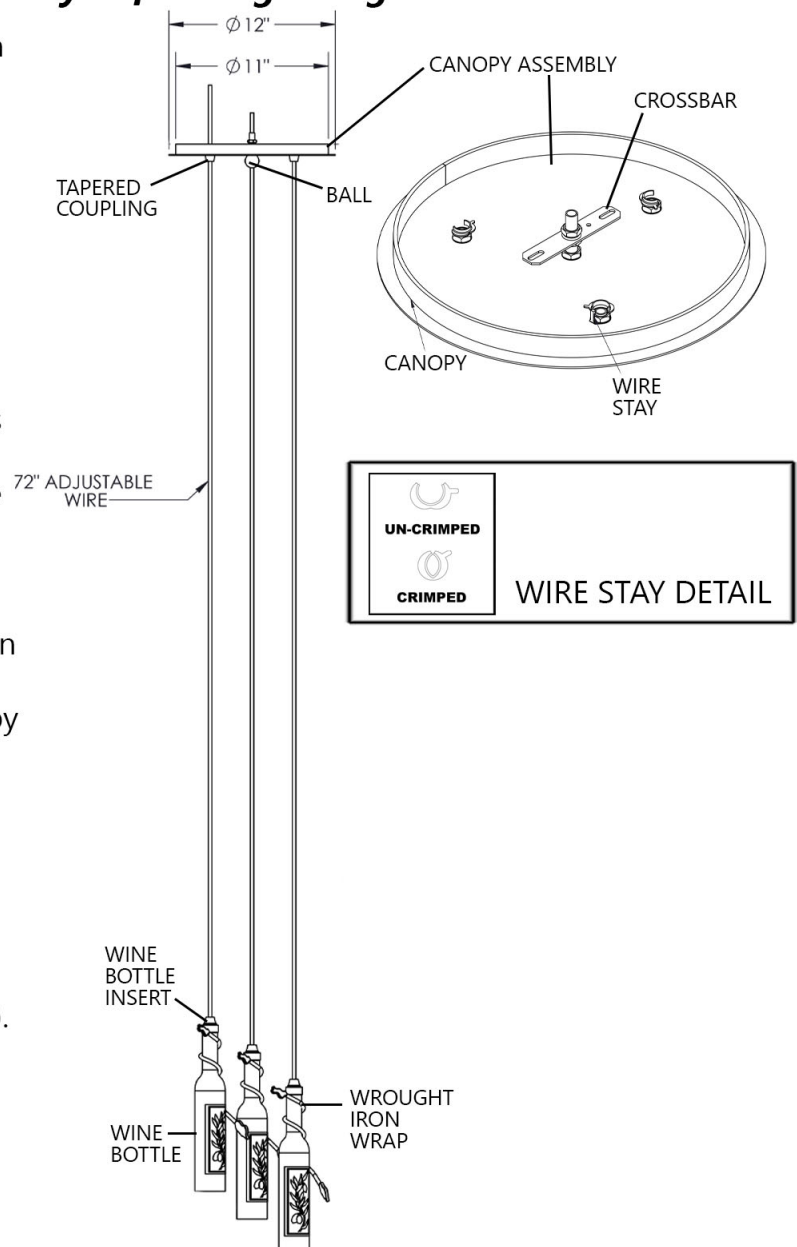 Ø12"
Ø11"
CANOPY ASSEMBLY
CROSSBAR
TAPERED
COUPLING
BALL
CANOPY
WIRE
STAY
72" ADJUSTABLE
WIRE
UN-CRIMPED
CRIMPED
WIRE STAY DETAIL
WINE
BOTTLE
INSERT
WROUGHT
IRON
WRAP
WINE
BOTTLE